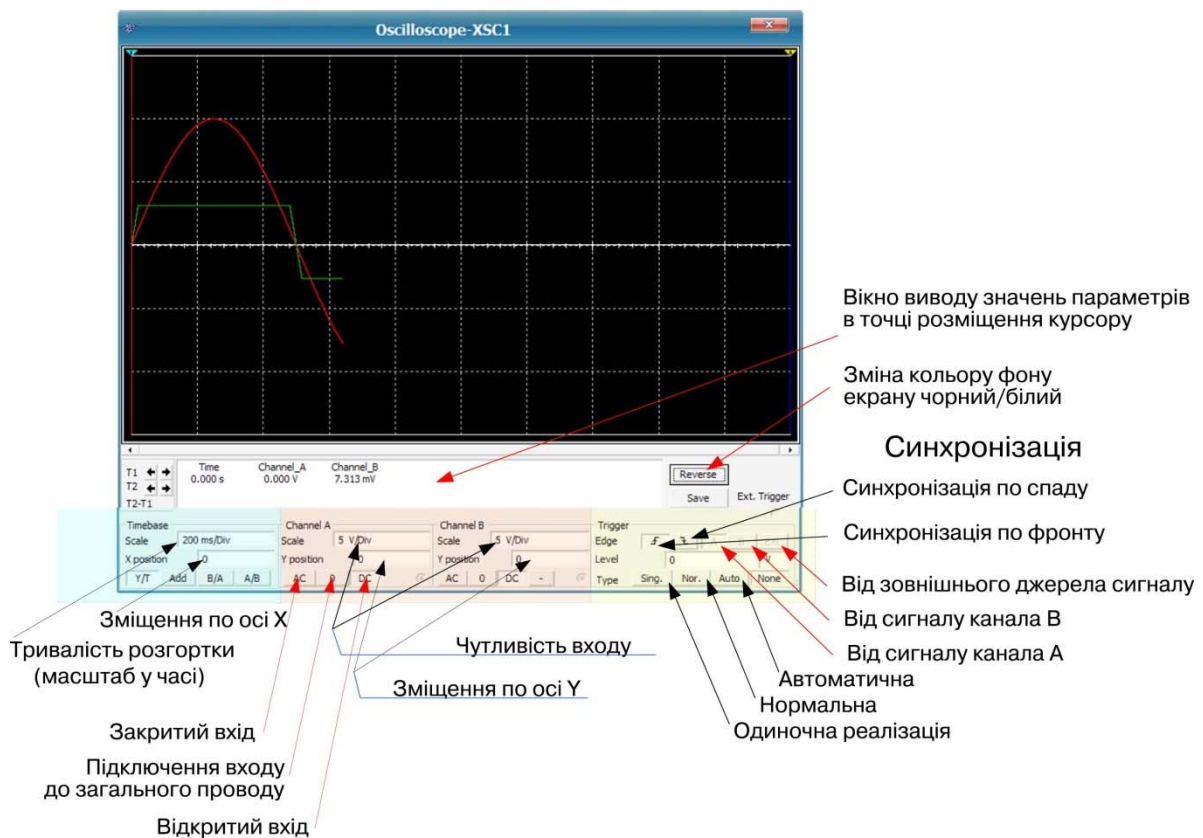 Oscilloscope-XSC1
Вікно виводу значень параметрів
в точці розміщення курсору
Зміна кольору фону
екрану чорний/білий
Синхронізація
T1
T2
T2-T1
Time Channel_A Channel_B
0.000 s 0.000 V 7.313 mV
Reverse
Save Ext. Trigger
Синхронізація по спаду
Синхронізація по фронту
Timebase
Scale 200 ms/Div
X position 0
Y/T Add B/A A/B
Channel A
Scale 5 V/Div
Y position 0
AC 0 DC
Channel B
Scale 5 V/Div
Y position 0
AC 0 DC -
Trigger
Edge
Level 0 V
Type Sing. Nor. Auto None
Від зовнішнього джерела сигналу
Від сигналу канала В
Від сигналу канала А
Автоматична
Нормальна
Одиночна реалізація
Зміщення по осі X
Тривалість розгортки
(масштаб у часі)
Чутливість входу
Зміщення по осі Y
Закритий вхід
Підключення входу
до загального проводу
Відкритий вхід